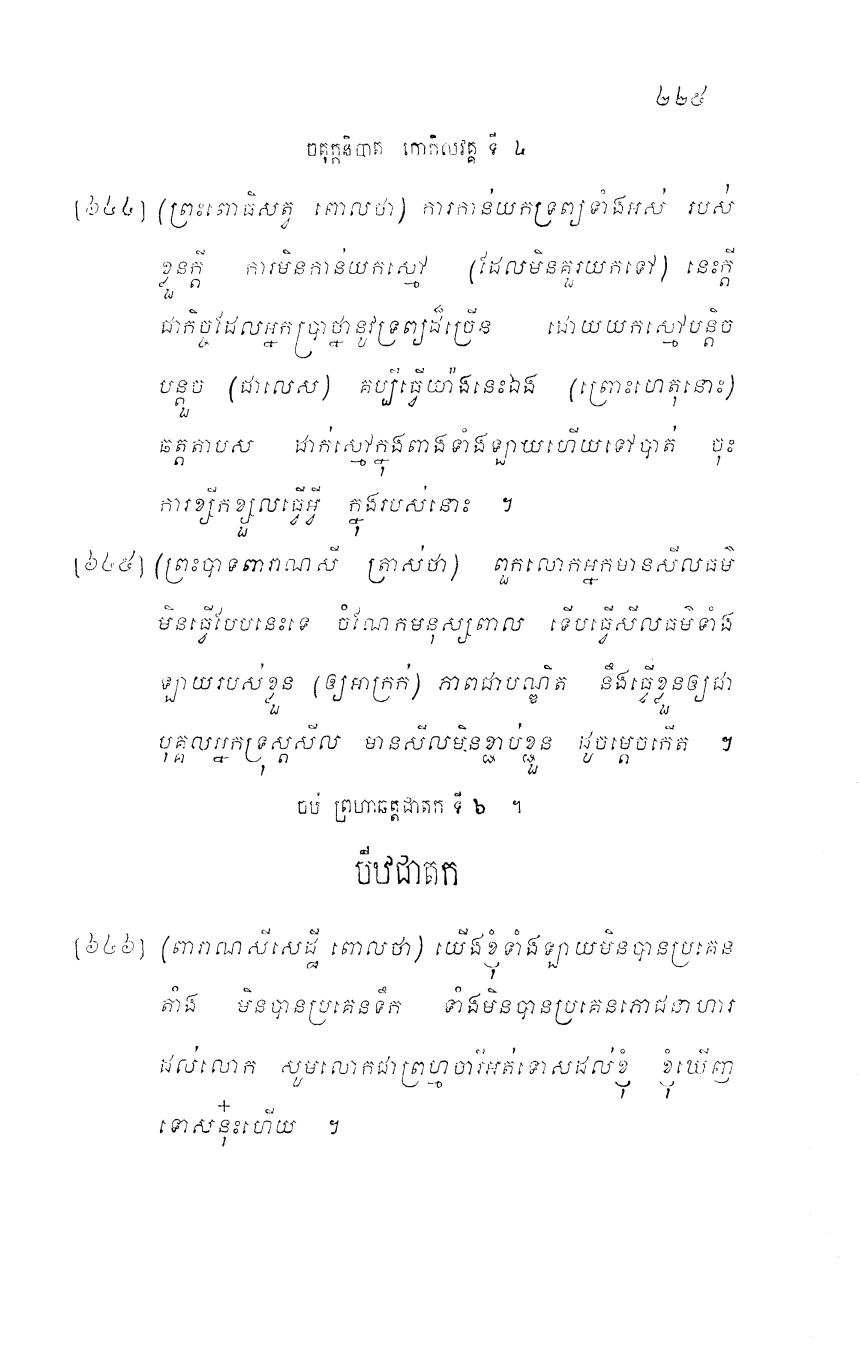 ២២៥
ចតុក្កនិបាត កោកិលវគ្គ ទី ៤
[៦៤៤] (ព្រះពោធិសត្វ ពោលថា) ការកាន់យកទ្រព្យទាំងអស់ របស់
ខ្លួនក្តី ការមិនកាន់យកស្មៅ (ដែលមិនគួរយកទៅ) នេះក្តី
ជាកិច្ចដែលអ្នកប្រាថ្នានូវទ្រព្យដ៏ច្រើន ដោយយកស្មៅបន្តិច
បន្តួច (ជាលេស) គប្បីធ្វើយ៉ាងនេះឯង (ព្រោះហេតុនោះ)
ឆត្តតាបស ដាក់ស្មៅក្នុងពាងទាំងឡាយហើយទៅបាត់ ចុះ
ការខ្សឹកខ្សួលធ្វើអ្វី ក្នុងរបស់នោះ ។
[៦៤៥] (ព្រះបាទពារាណសី ត្រាស់ថា) ពួកលោកអ្នកមានសីលធម៌
មិនធ្វើបែបនេះទេ ចំណែកមនុស្សពាល ទើបធ្វើសីលធម៌ទាំង
ឡាយរបស់ខ្លួន (ឲ្យអាក្រក់) ភាពជាបណ្ឌិត នឹងធ្វើខ្លួនឲ្យជា
បុគ្គលអ្នកទ្រុស្តសីល មានសីលមិនខ្ជាប់ខ្ជួន ដូចម្តេចកើត ។
ចប់ ព្រហាឆត្តជាតក ទី ៦ ។
បីឋជាតក
[៦៤៦] (ពារាណសីសេដ្ឋី ពោលថា) យើងខ្ញុំទាំងឡាយមិនបានប្រគេន
តាំង មិនបានប្រគេនទឹក ទាំងមិនបានប្រគេនភោជនាហារ
ដល់លោក សូមលោកជាព្រហ្មចារីអត់ទោសដល់ខ្ញុំ ខ្ញុំឃើញ
ទោសនុ៎ះហើយ ។